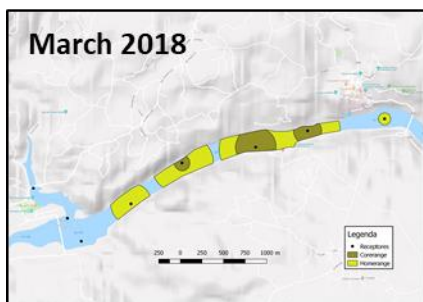 March 2018
250 0 250 500 750 1000 m
Legenda
Receptores
Corerange
Homerange